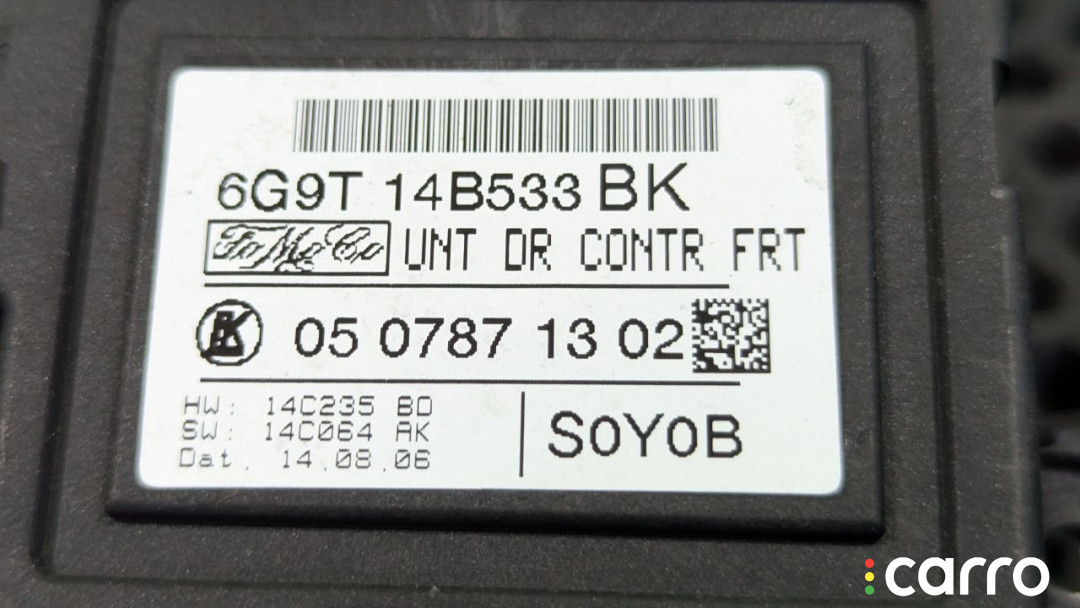 6G9T 14B533 BK
FoMoCo UNT DR CONTR FRT
05 0787 13 02
HW: 14C235 BD
SW: 14C064 AK
Dat. 14.08.06
S0Y0B
carro